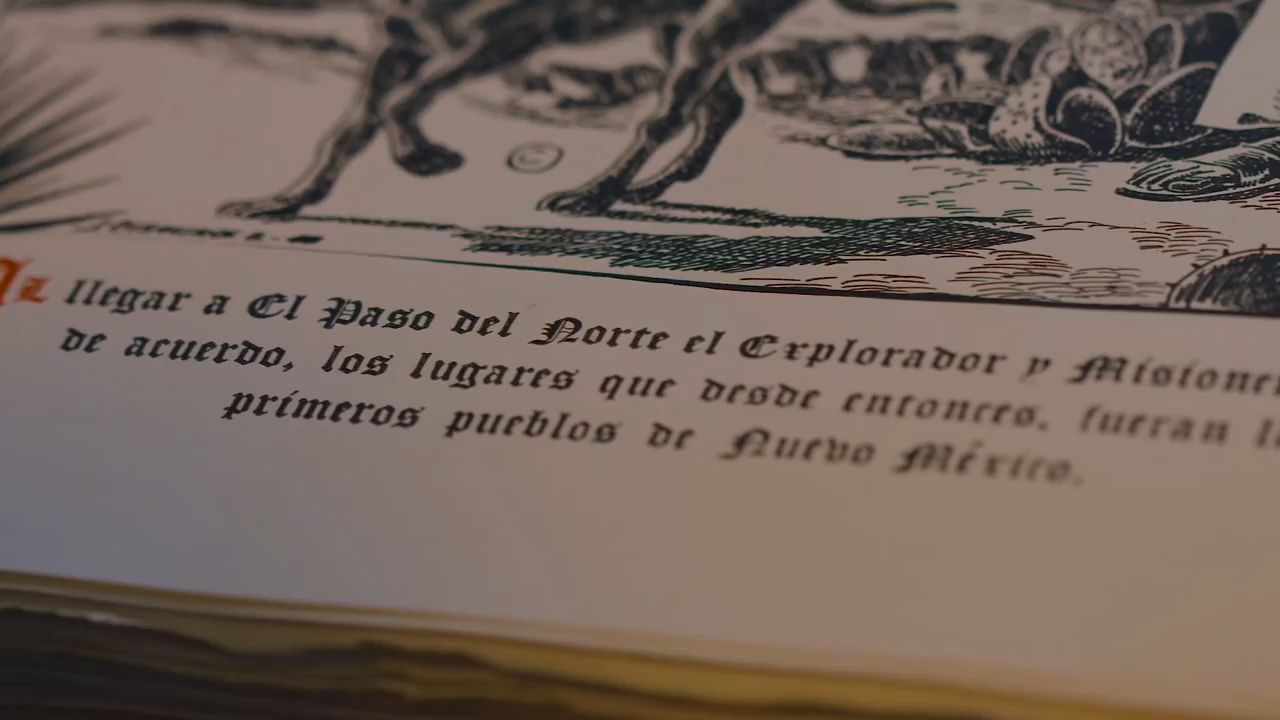 ©
Al llegar a El Paso del Norte el Explorador y
de acuerdo, los lugares que desde entonces, fueran
primeros pueblos de Nuevo México.